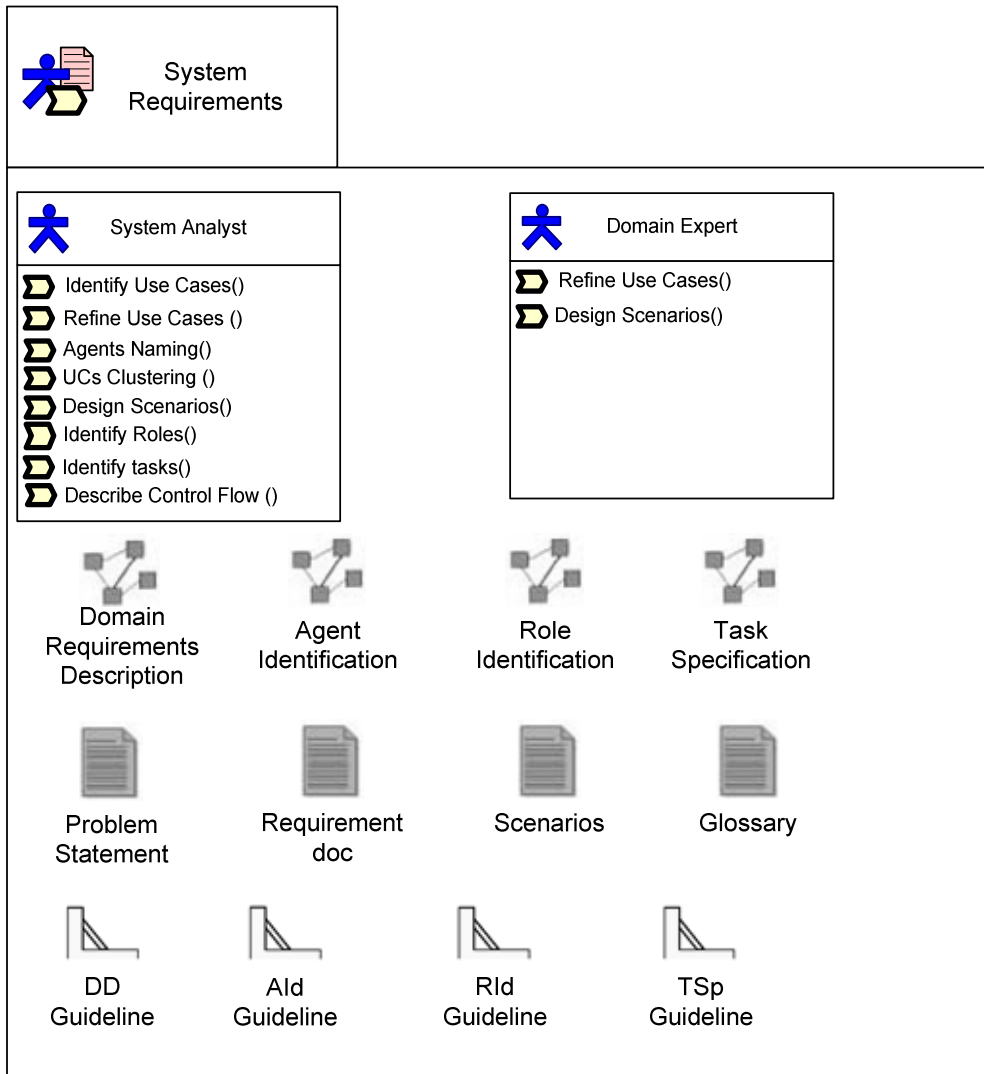 System
Requirements
System Analyst
Identify Use Cases()
Refine Use Cases ()
Agents Naming()
UCs Clustering ()
Design Scenarios()
Identify Roles()
Identify tasks()
Describe Control Flow ()
Domain Expert
Refine Use Cases()
Design Scenarios()
Domain
Requirements
Description
Agent
Identification
Role
Identification
Task
Specification
Problem
Statement
Requirement
doc
Scenarios
Glossary
DD
Guideline
AId
Guideline
RId
Guideline
TSp
Guideline